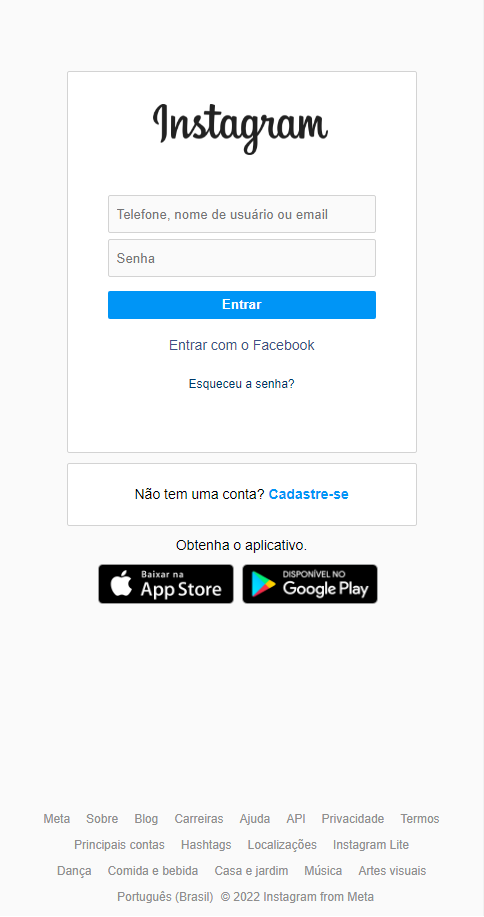 Instagram
Telefone, nome de usuário ou email
Senha
Entrar
Entrar com o Facebook
Esqueceu a senha?
Não tem uma conta? Cadastre-se
Obtenha o aplicativo.
Baixar na
App Store
DISPONÍVEL NO
Google Play
Meta Sobre Blog Carreiras Ajuda API Privacidade Termos
Principais contas Hashtags Localizações Instagram Lite
Dança Comida e bebida Casa e jardim Música Artes visuais
Português (Brasil) © 2022 Instagram from Meta